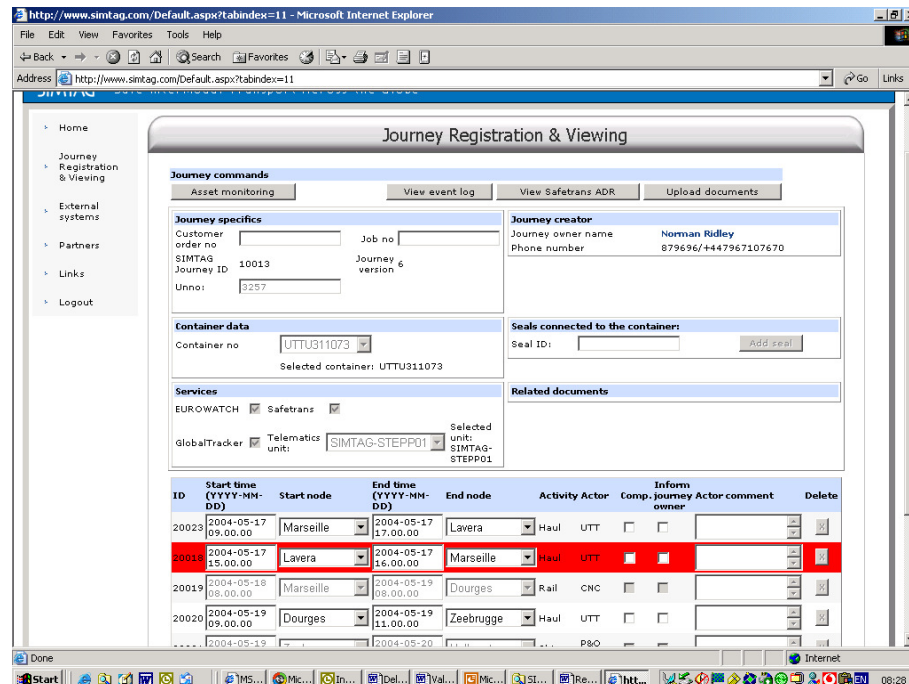 http://www.simtag.com/Default.aspx?tabindex=11 - Microsoft Internet Explorer
File Edit View Favorites Tools Help
Back Search Favorites
Address http://www.simtag.com/Default.aspx?tabindex=11 Go Links
Home
Journey Registration & Viewing
External systems
Partners
Links
Logout
Journey Registration & Viewing
Journey commands
Asset monitoring View event log View Safetrans ADR Upload documents
Journey specifics
Customer order no Job no
SIMTAG Journey ID 10013 Journey version 6
Unno: 3257
Journey creator
Journey owner name Norman Ridley
Phone number 879696/+447967107670
Container data
Container no UTTU311073
Selected container: UTTU311073
Seals connected to the container:
Seal ID: Add seal
Services
EUROWATCH Safetrans
GlobalTracker Telematics unit: SIMTAG-STEPP01 Selected unit: SIMTAG-STEPP01
Related documents
ID Start time (YYYY-MM-DD) Start node End time (YYYY-MM-DD) End node Activity Actor Comp. Inform journey owner Actor comment Delete
20023 2004-05-17 09.00.00 Marseille 2004-05-17 17.00.00 Lavera Haul UTT X
20018 2004-05-17 15.00.00 Lavera 2004-05-17 16.00.00 Marseille Haul UTT X
20019 2004-05-18 08.00.00 Marseille 2004-05-19 08.00.00 Dourges Rail CNC X
20020 2004-05-19 09.00.00 Dourges 2004-05-19 11.00.00 Zeebrugge Haul UTT X
2004-05-19 2004-05-20 P&O
Done Internet
Start MS... Mic... In... Del... Val... Mic... SI... Re... htt... EN 08:28